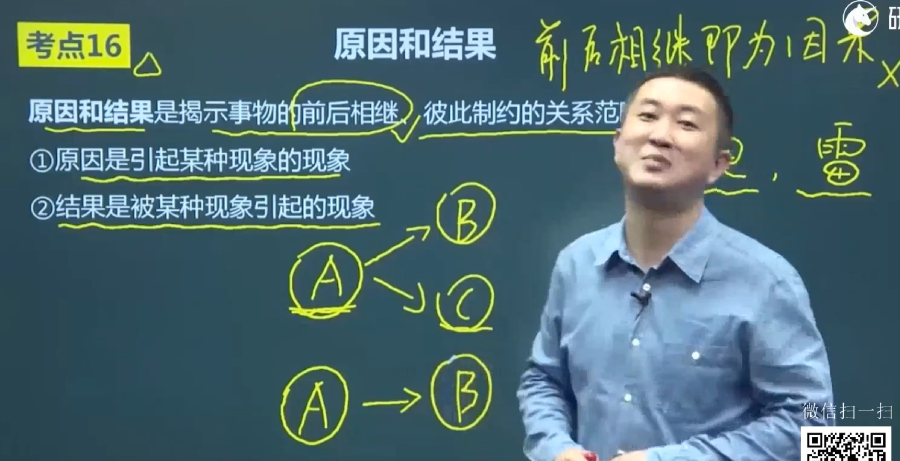 考点16
原因和结果
前后相继即为因果
×
研
原因和结果是揭示事物的前后相继、彼此制约的关系范
①原因是引起某种现象的现象
，雷
②结果是被某种现象引起的现象
B
A
C
A → B
微信扫一扫